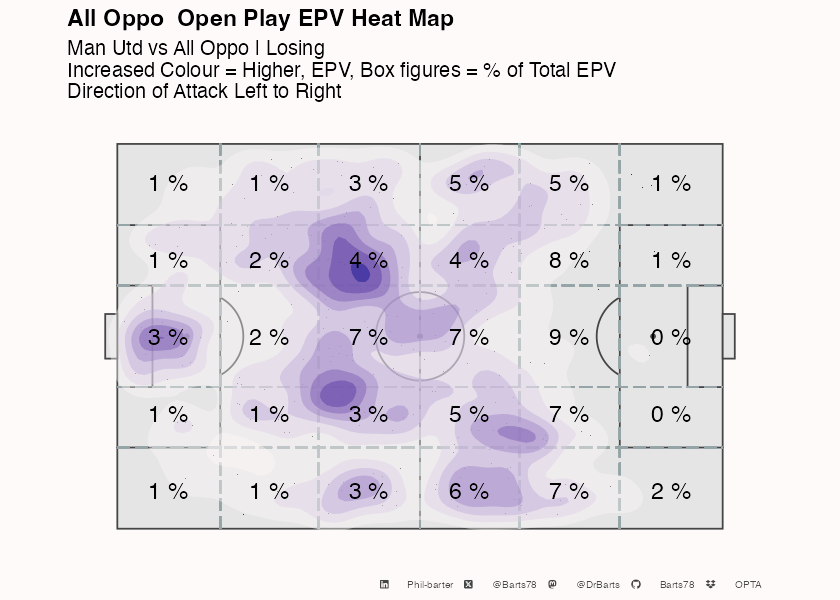 All Oppo  Open Play EPV Heat Map
Man Utd vs All Oppo | Losing
Increased Colour = Higher, EPV, Box figures = % of Total EPV
Direction of Attack Left to Right
1 % 1 % 3 % 5 % 5 % 1 %
1 % 2 % 4 % 4 % 8 % 1 %
3 % 2 % 7 % 7 % 9 % 0 %
1 % 1 % 3 % 5 % 7 % 0 %
1 % 1 % 3 % 6 % 7 % 2 %
Phil-barter @Barts78 @DrBarts Barts78 OPTA